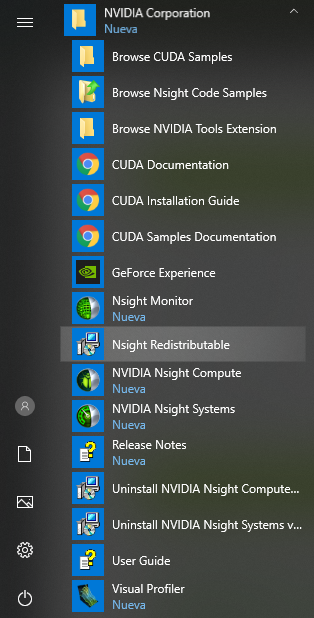 NVIDIA Corporation
Nueva
Browse CUDA Samples
Browse Nsight Code Samples
Browse NVIDIA Tools Extension
CUDA Documentation
CUDA Installation Guide
CUDA Samples Documentation
GeForce Experience
Nsight Monitor
Nueva
Nsight Redistributable
NVIDIA Nsight Compute
Nueva
NVIDIA Nsight Systems
Nueva
Release Notes
Nueva
Uninstall NVIDIA Nsight Compute...
Uninstall NVIDIA Nsight Systems v...
User Guide
Visual Profiler
Nueva